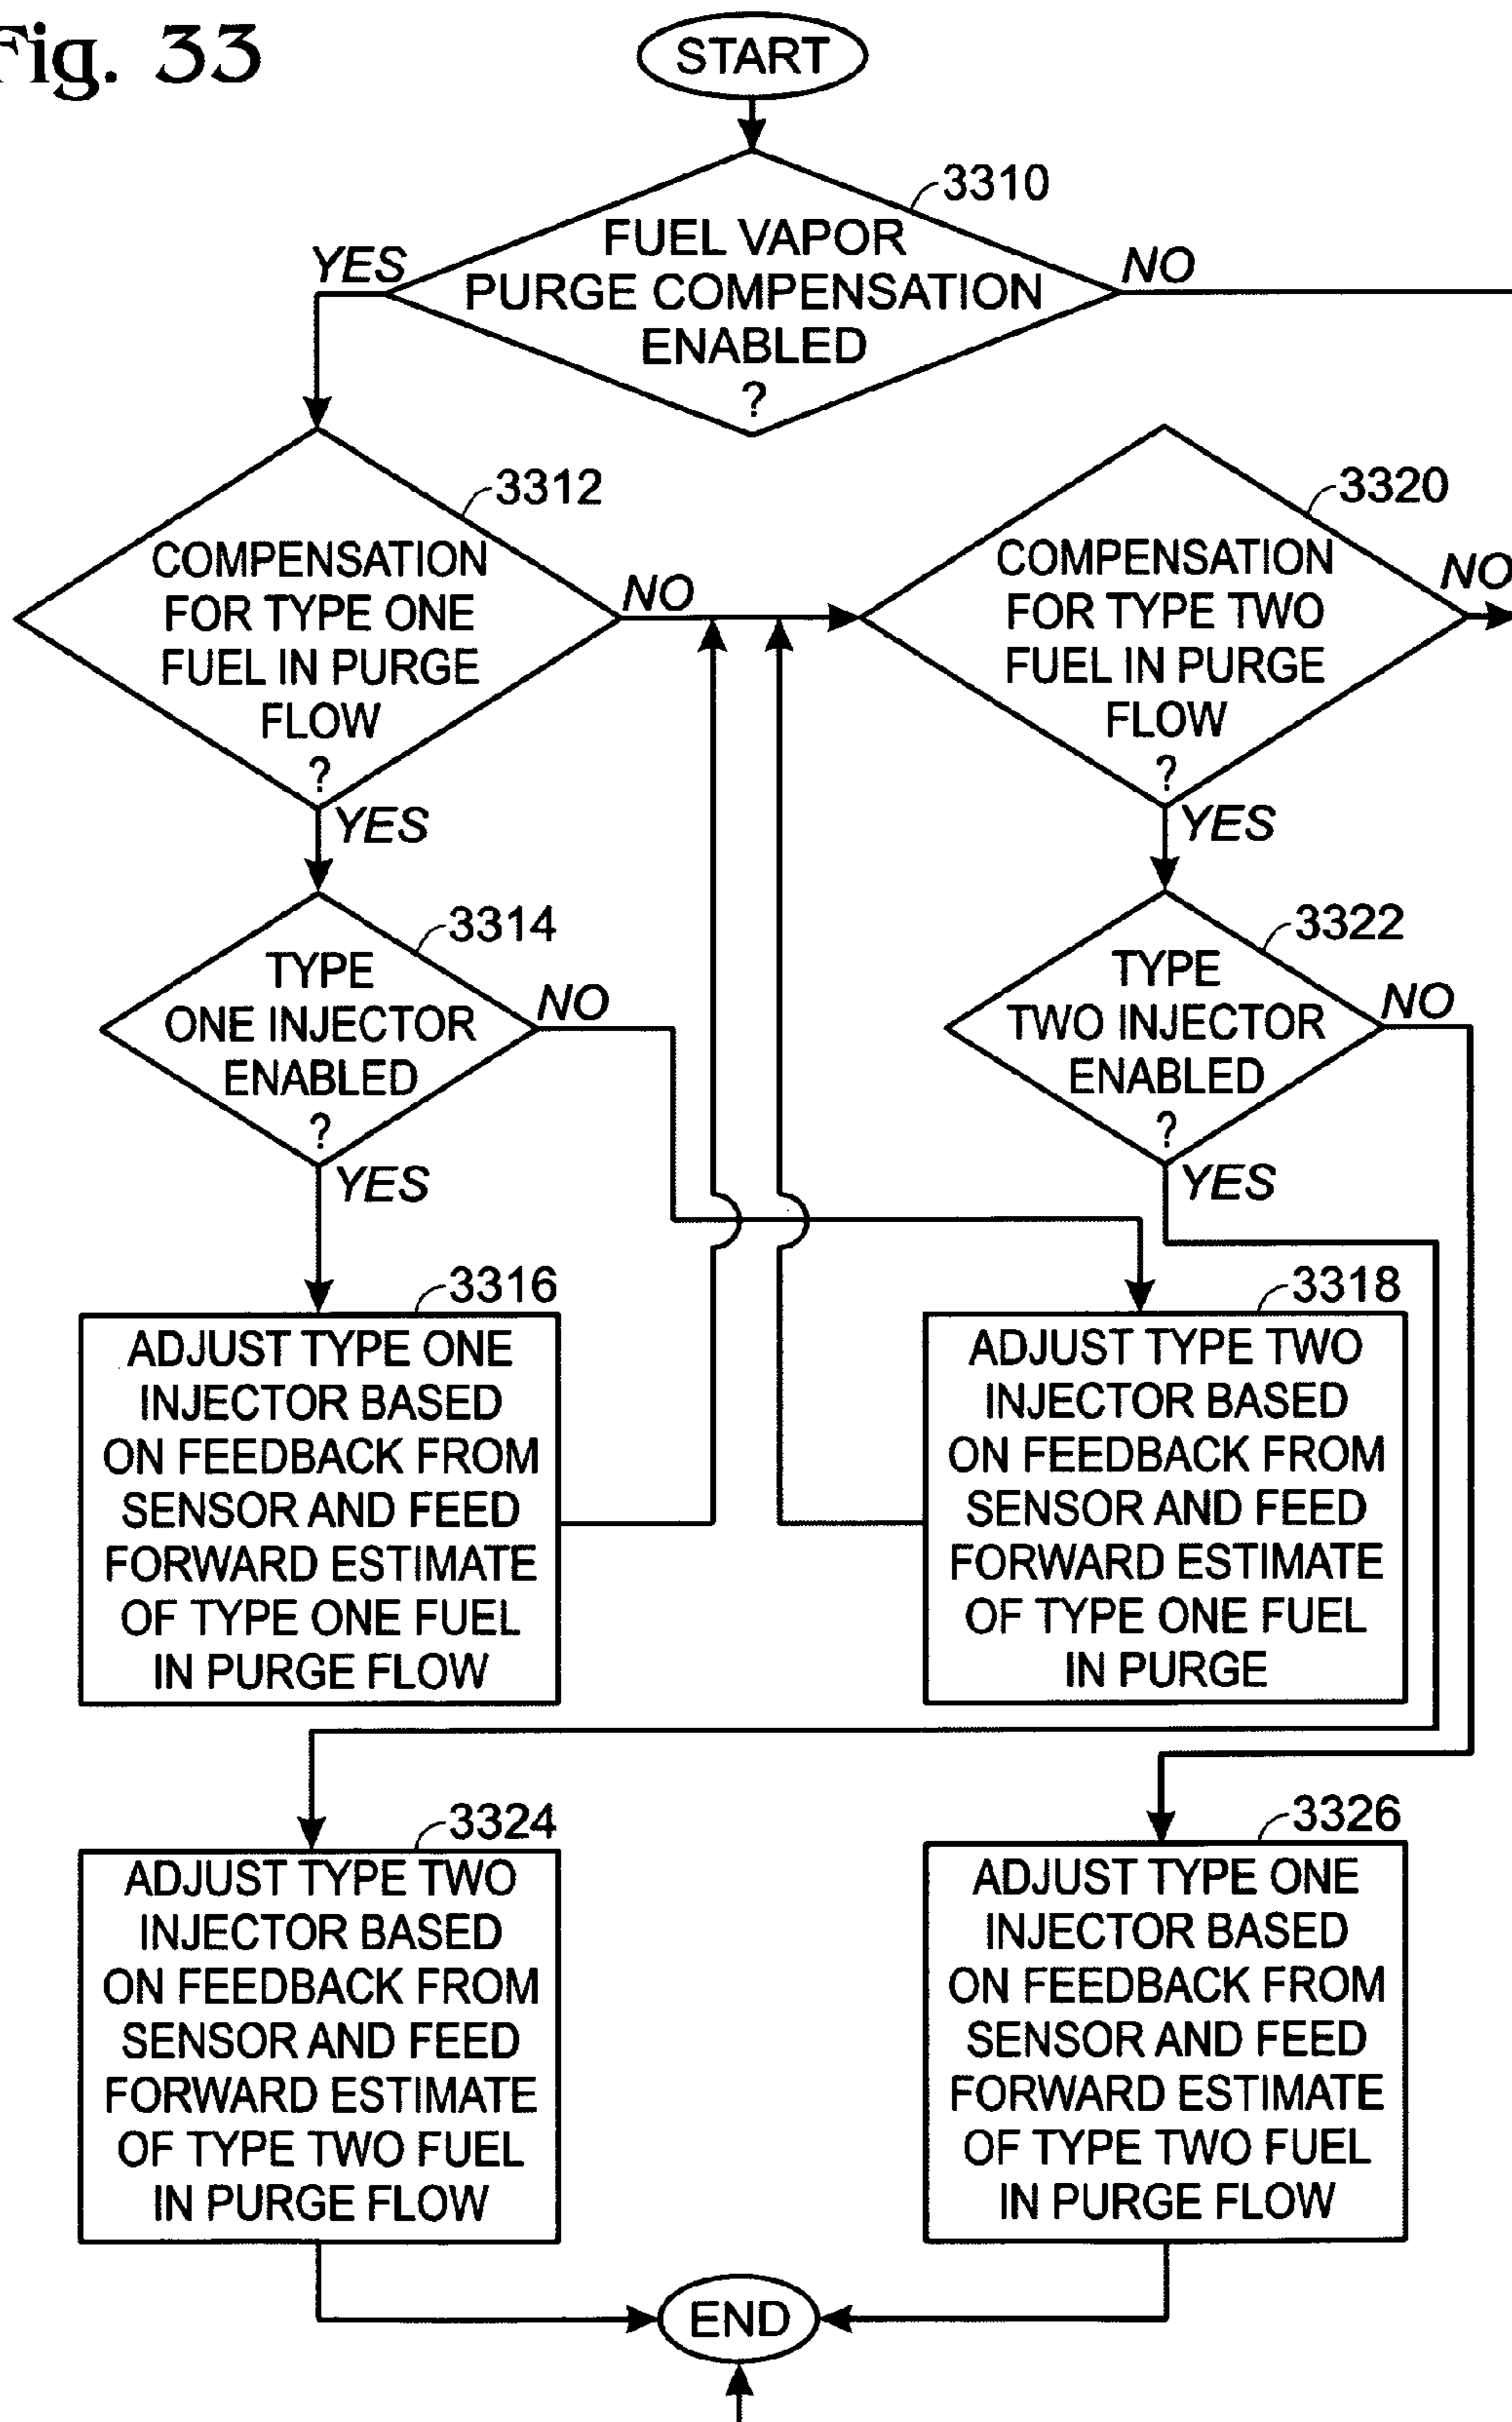 Fig. 33
START
3310
FUEL VAPOR
PURGE COMPENSATION
ENABLED
?
YES
NO
3312
COMPENSATION
FOR TYPE ONE
FUEL IN PURGE
FLOW
?
NO
YES
3320
COMPENSATION
FOR TYPE TWO
FUEL IN PURGE
FLOW
?
NO
YES
3314
TYPE
ONE INJECTOR
ENABLED
?
NO
YES
3322
TYPE
TWO INJECTOR
ENABLED
?
NO
YES
3316
ADJUST TYPE ONE
INJECTOR BASED
ON FEEDBACK FROM
SENSOR AND FEED
FORWARD ESTIMATE
OF TYPE ONE FUEL
IN PURGE FLOW
3318
ADJUST TYPE TWO
INJECTOR BASED
ON FEEDBACK FROM
SENSOR AND FEED
FORWARD ESTIMATE
OF TYPE ONE FUEL
IN PURGE
3324
ADJUST TYPE TWO
INJECTOR BASED
ON FEEDBACK FROM
SENSOR AND FEED
FORWARD ESTIMATE
OF TYPE TWO FUEL
IN PURGE FLOW
3326
ADJUST TYPE ONE
INJECTOR BASED
ON FEEDBACK FROM
SENSOR AND FEED
FORWARD ESTIMATE
OF TYPE TWO FUEL
IN PURGE FLOW
END